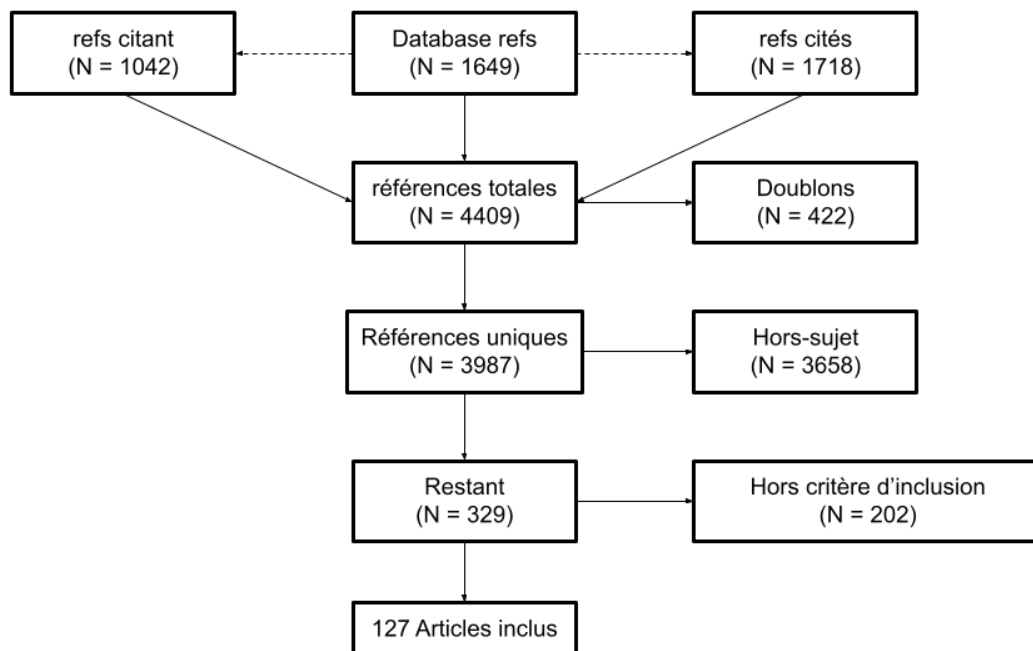 refs citant
(N = 1042)
Database refs
(N = 1649)
refs cités
(N = 1718)
références totales
(N = 4409)
Doublons
(N = 422)
Références uniques
(N = 3987)
Hors-sujet
(N = 3658)
Restant
(N = 329)
Hors critère d'inclusion
(N = 202)
127 Articles inclus